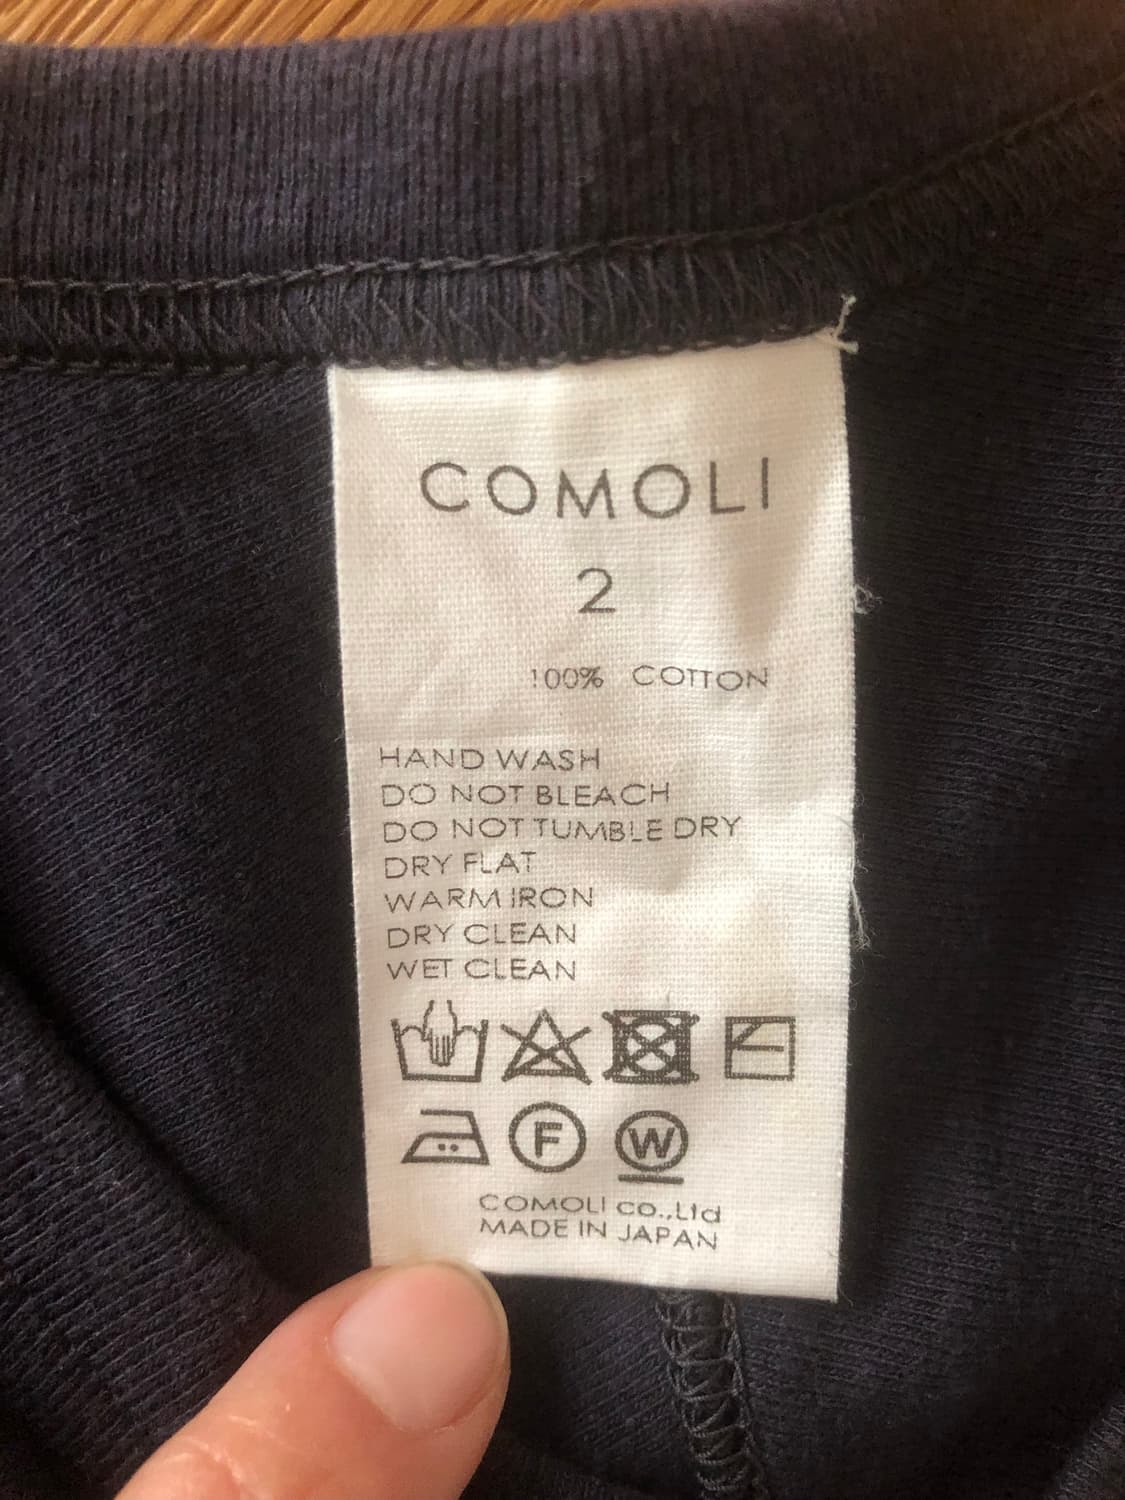 COMOLI
2
100% COTTON
HAND WASH
DO NOT BLEACH
DO NOT TUMBLE DRY
DRY FLAT
WARM IRON
DRY CLEAN
WET CLEAN
F W
COMOLI co.,Ltd
MADE IN JAPAN